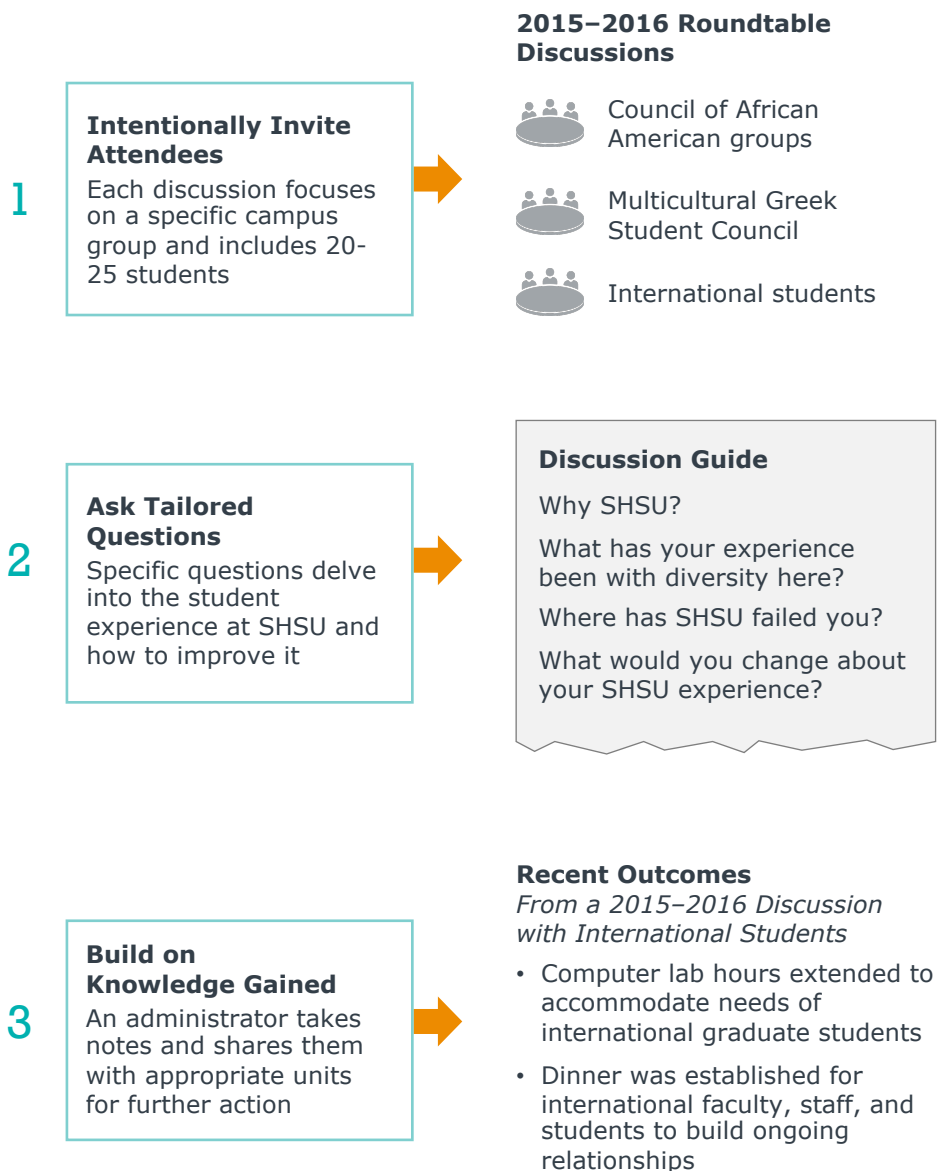 1
Intentionally Invite
Attendees
Each discussion focuses
on a specific campus
group and includes 20-
25 students
2015–2016 Roundtable
Discussions
Council of African
American groups
Multicultural Greek
Student Council
International students
2
Ask Tailored
Questions
Specific questions delve
into the student
experience at SHSU and
how to improve it
Discussion Guide
Why SHSU?
What has your experience
been with diversity here?
Where has SHSU failed you?
What would you change about
your SHSU experience?
3
Build on
Knowledge Gained
An administrator takes
notes and shares them
with appropriate units
for further action
Recent Outcomes
From a 2015–2016 Discussion
with International Students
• Computer lab hours extended to
accommodate needs of
international graduate students
• Dinner was established for
international faculty, staff, and
students to build ongoing
relationships